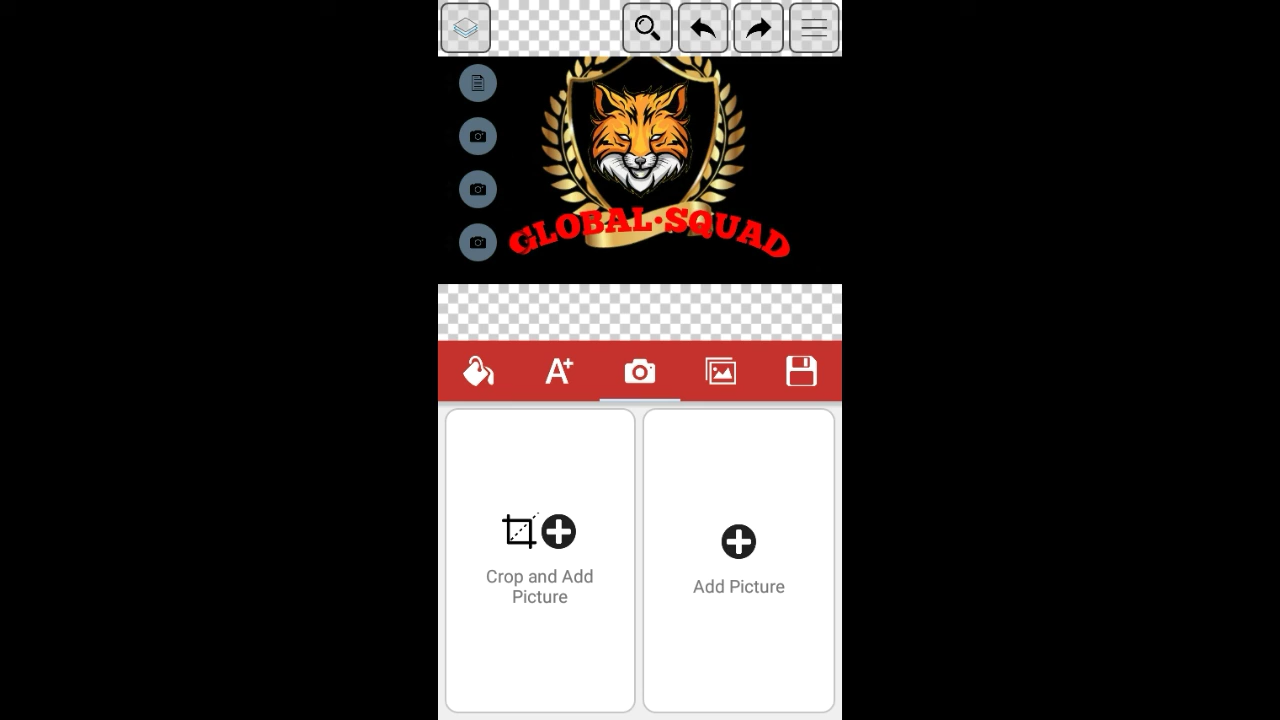 GLOBAL•SQUAD
A+
Crop and Add
Picture
Add Picture